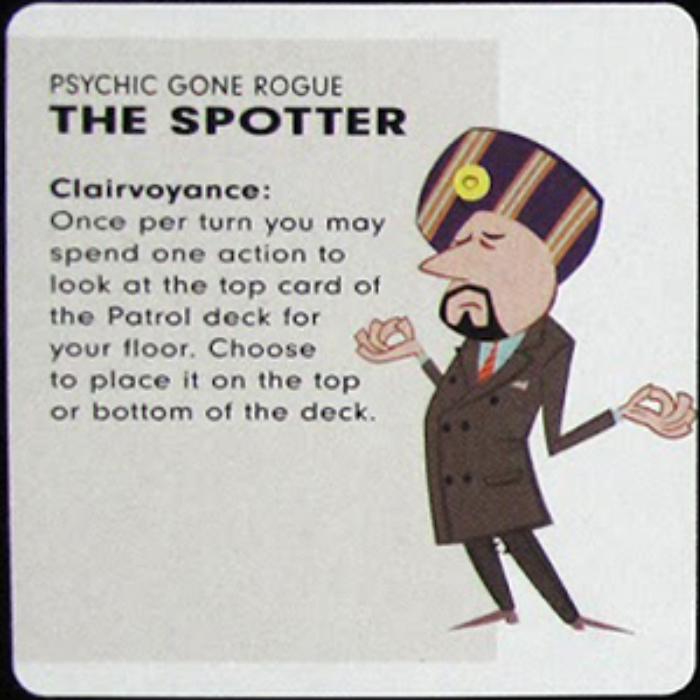 PSYCHIC GONE ROGUE
THE SPOTTER
Clairvoyance:
Once per turn you may
spend one action to
look at the top card of
the Patrol deck for
your floor. Choose
to place it on the top
or bottom of the deck.